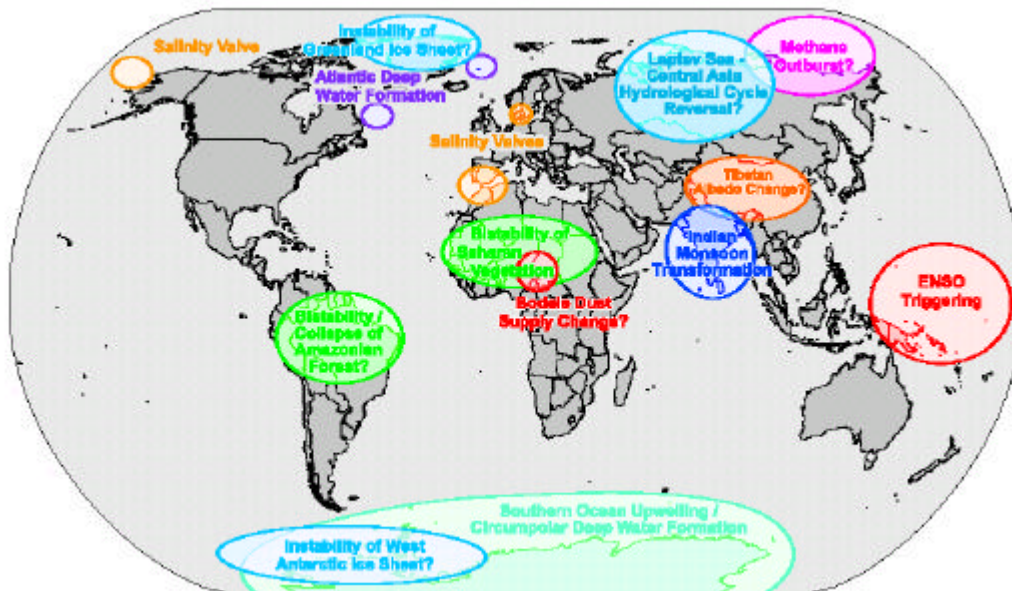 Salinity Valve
Instability of
Greenland Ice Sheet?
Atlantic Deep
Water Formation
Laptev Sea -
Central Asia
Hydrological Cycle
Reversal?
Methane
Outburst?
Salinity Valves
Tibetan
Albedo Change?
Bistability of
Saharan
Vegetation
Indian
Monsoon
Transformation
ENSO
Triggering
Bodele Dust
Supply Change?
Bistability /
Collapse of
Amazonian
Forest?
Southern Ocean Upwelling /
Circumpolar Deep Water Formation
Instability of West
Antarctic Ice Sheet?